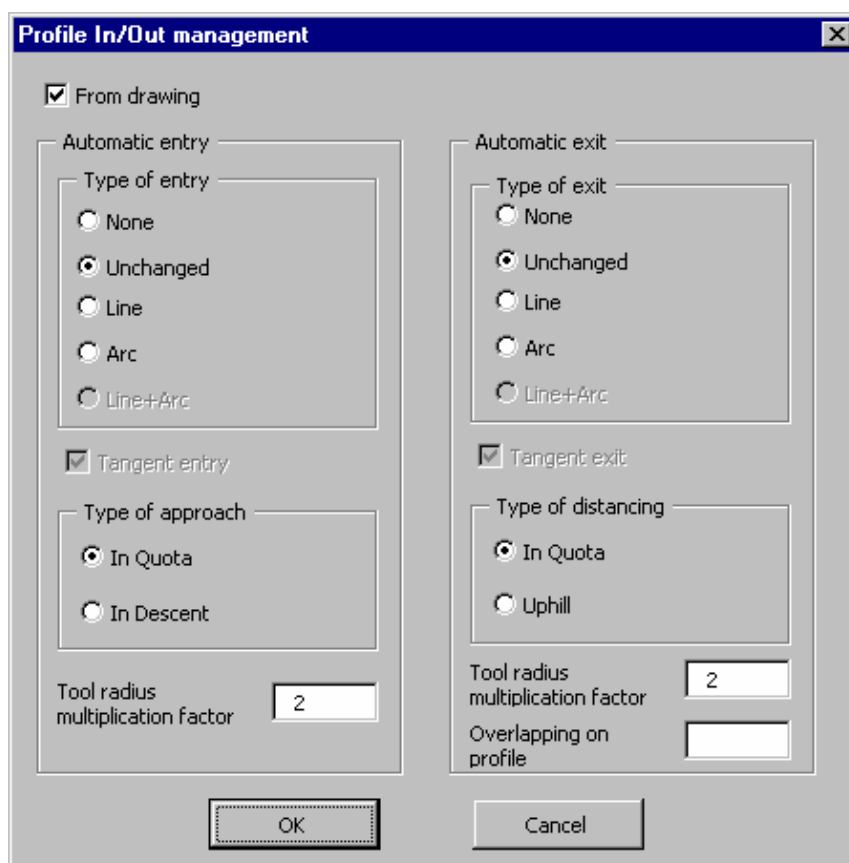 Profile In/Out management
From drawing
Automatic entry
Type of entry
None
Unchanged
Line
Arc
Line+Arc
Tangent entry
Type of approach
In Quota
In Descent
Tool radius
multiplication factor
2
Automatic exit
Type of exit
None
Unchanged
Line
Arc
Line+Arc
Tangent exit
Type of distancing
In Quota
Uphill
Tool radius
multiplication factor
2
Overlapping on
profile
OK
Cancel